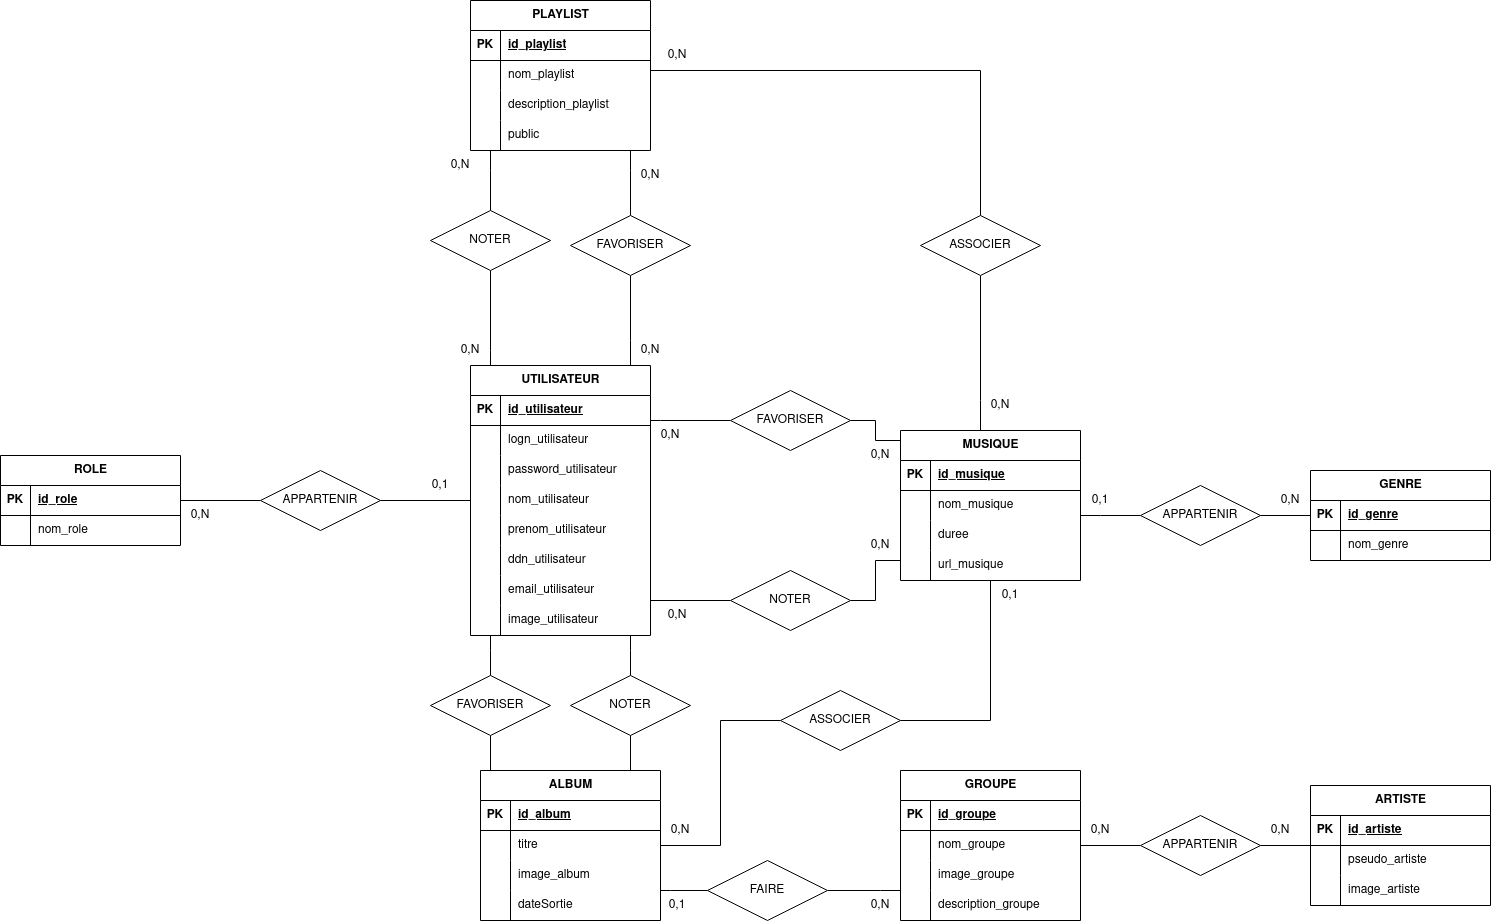 PLAYLIST
PK id_playlist
0,N
nom_playlist
description_playlist
public
0,N
0,N
NOTER
FAVORISER
ASSOCIER
0,N
0,N
UTILISATEUR
PK id_utilisateur
0,N
FAVORISER
0,N
0,N
logn_utilisateur
password_utilisateur
nom_utilisateur
prenom_utilisateur
ddn_utilisateur
email_utilisateur
image_utilisateur
MUSIQUE
PK id_musique
nom_musique
duree
url_musique
ROLE
PK id_role
nom_role
0,N
APPARTENIR
0,1
0,1
APPARTENIR
0,N
GENRE
PK id_genre
nom_genre
0,N
NOTER
0,N
0,1
FAVORISER
NOTER
ASSOCIER
ALBUM
PK id_album
titre
image_album
dateSortie
0,N
0,1
FAIRE
0,N
GROUPE
PK id_groupe
nom_groupe
image_groupe
description_groupe
0,N
APPARTENIR
0,N
ARTISTE
PK id_artiste
pseudo_artiste
image_artiste